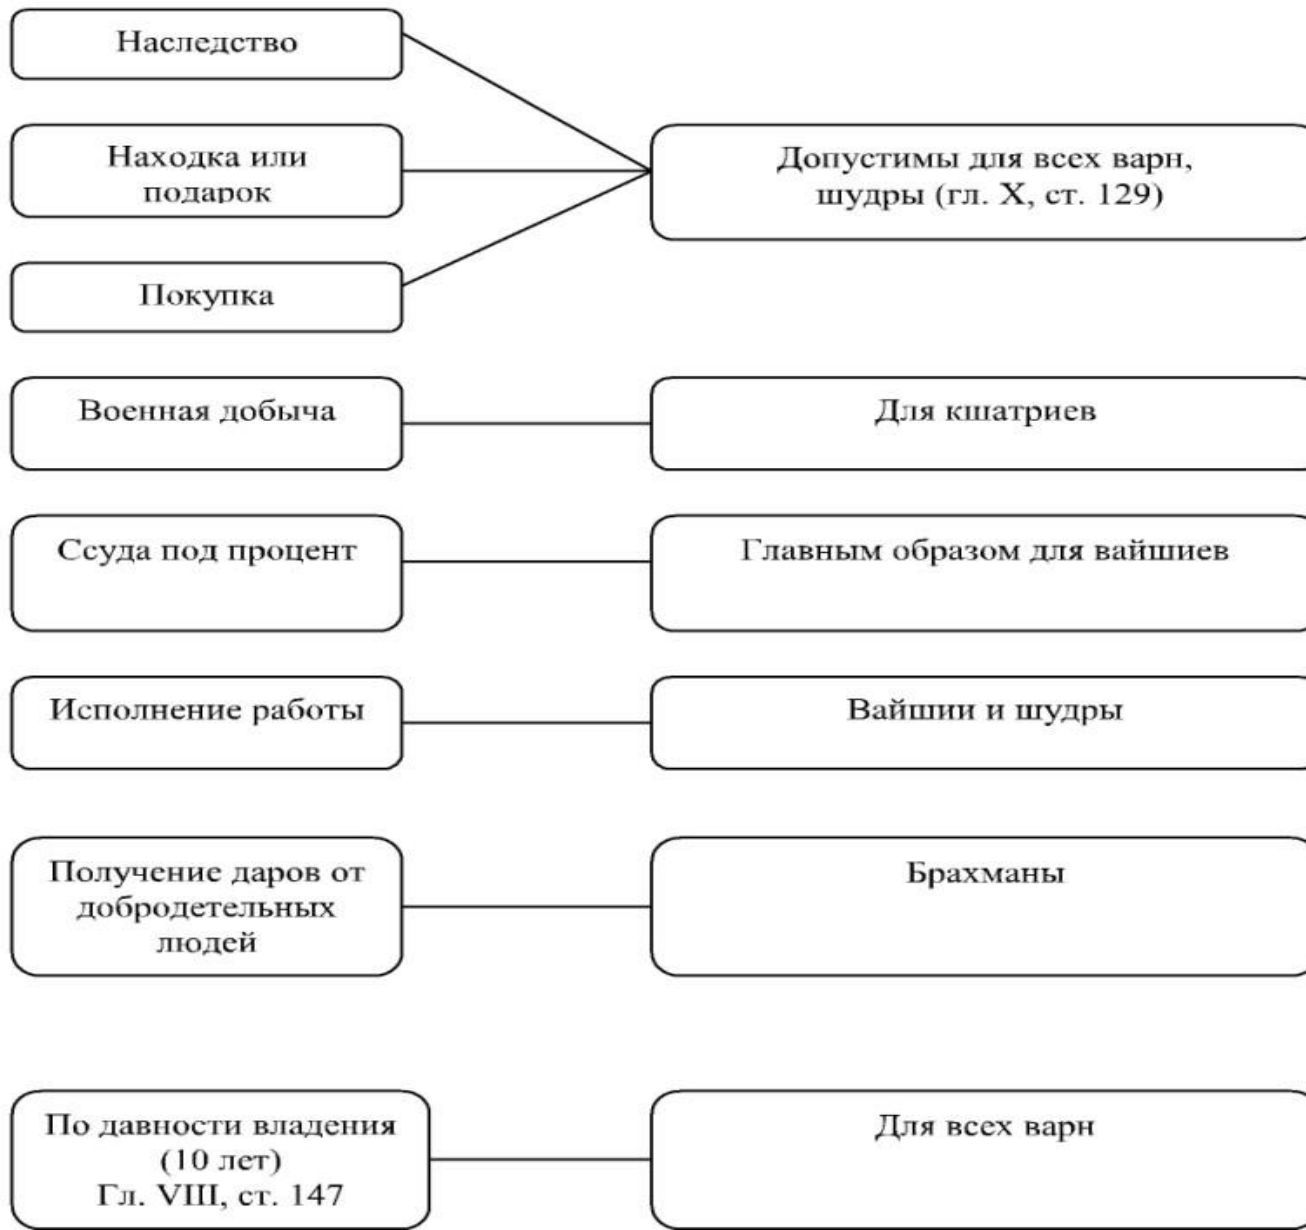 Наследство
Находка или
подарок
Допустимы для всех варн,
шудры (гл. X, ст. 129)
Покупка
Военная добыча
Для кшатриев
Ссуда под процент
Главным образом для вайшиев
Исполнение работы
Вайшии и шудры
Получение даров от
добродетельных
людей
Брахманы
По давности владения
(10 лет)
Гл. VIII, ст. 147
Для всех варн